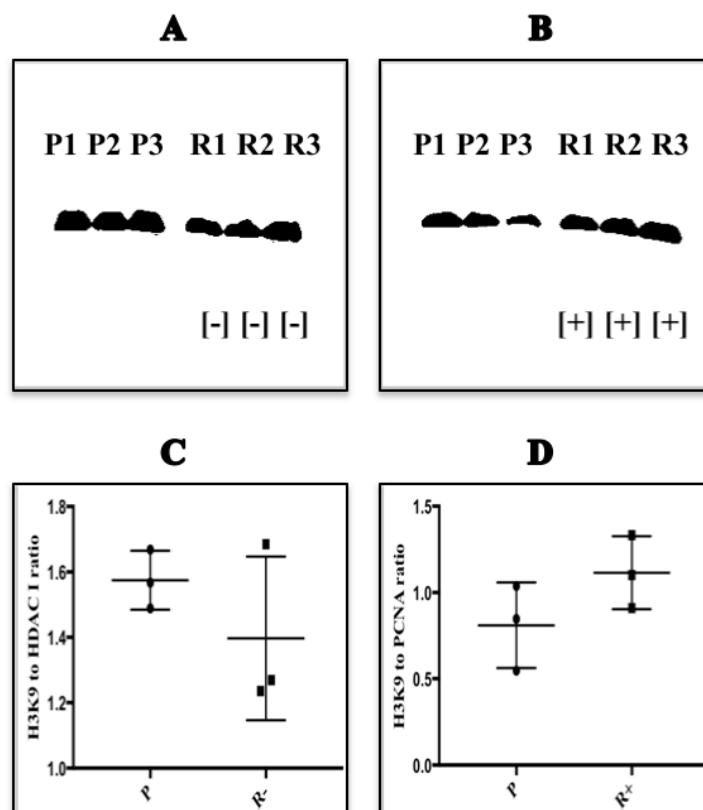 A
P1 P2 P3 R1 R2 R3
[-] [-] [-]
B
P1 P2 P3 R1 R2 R3
[+] [+] [+]
C
H3K9 to HDAC I ratio
1.8
1.6
1.4
1.2
1.0
P R-
D
H3K9 to PCNA ratio
1.5
1.0
0.5
0.0
P R+